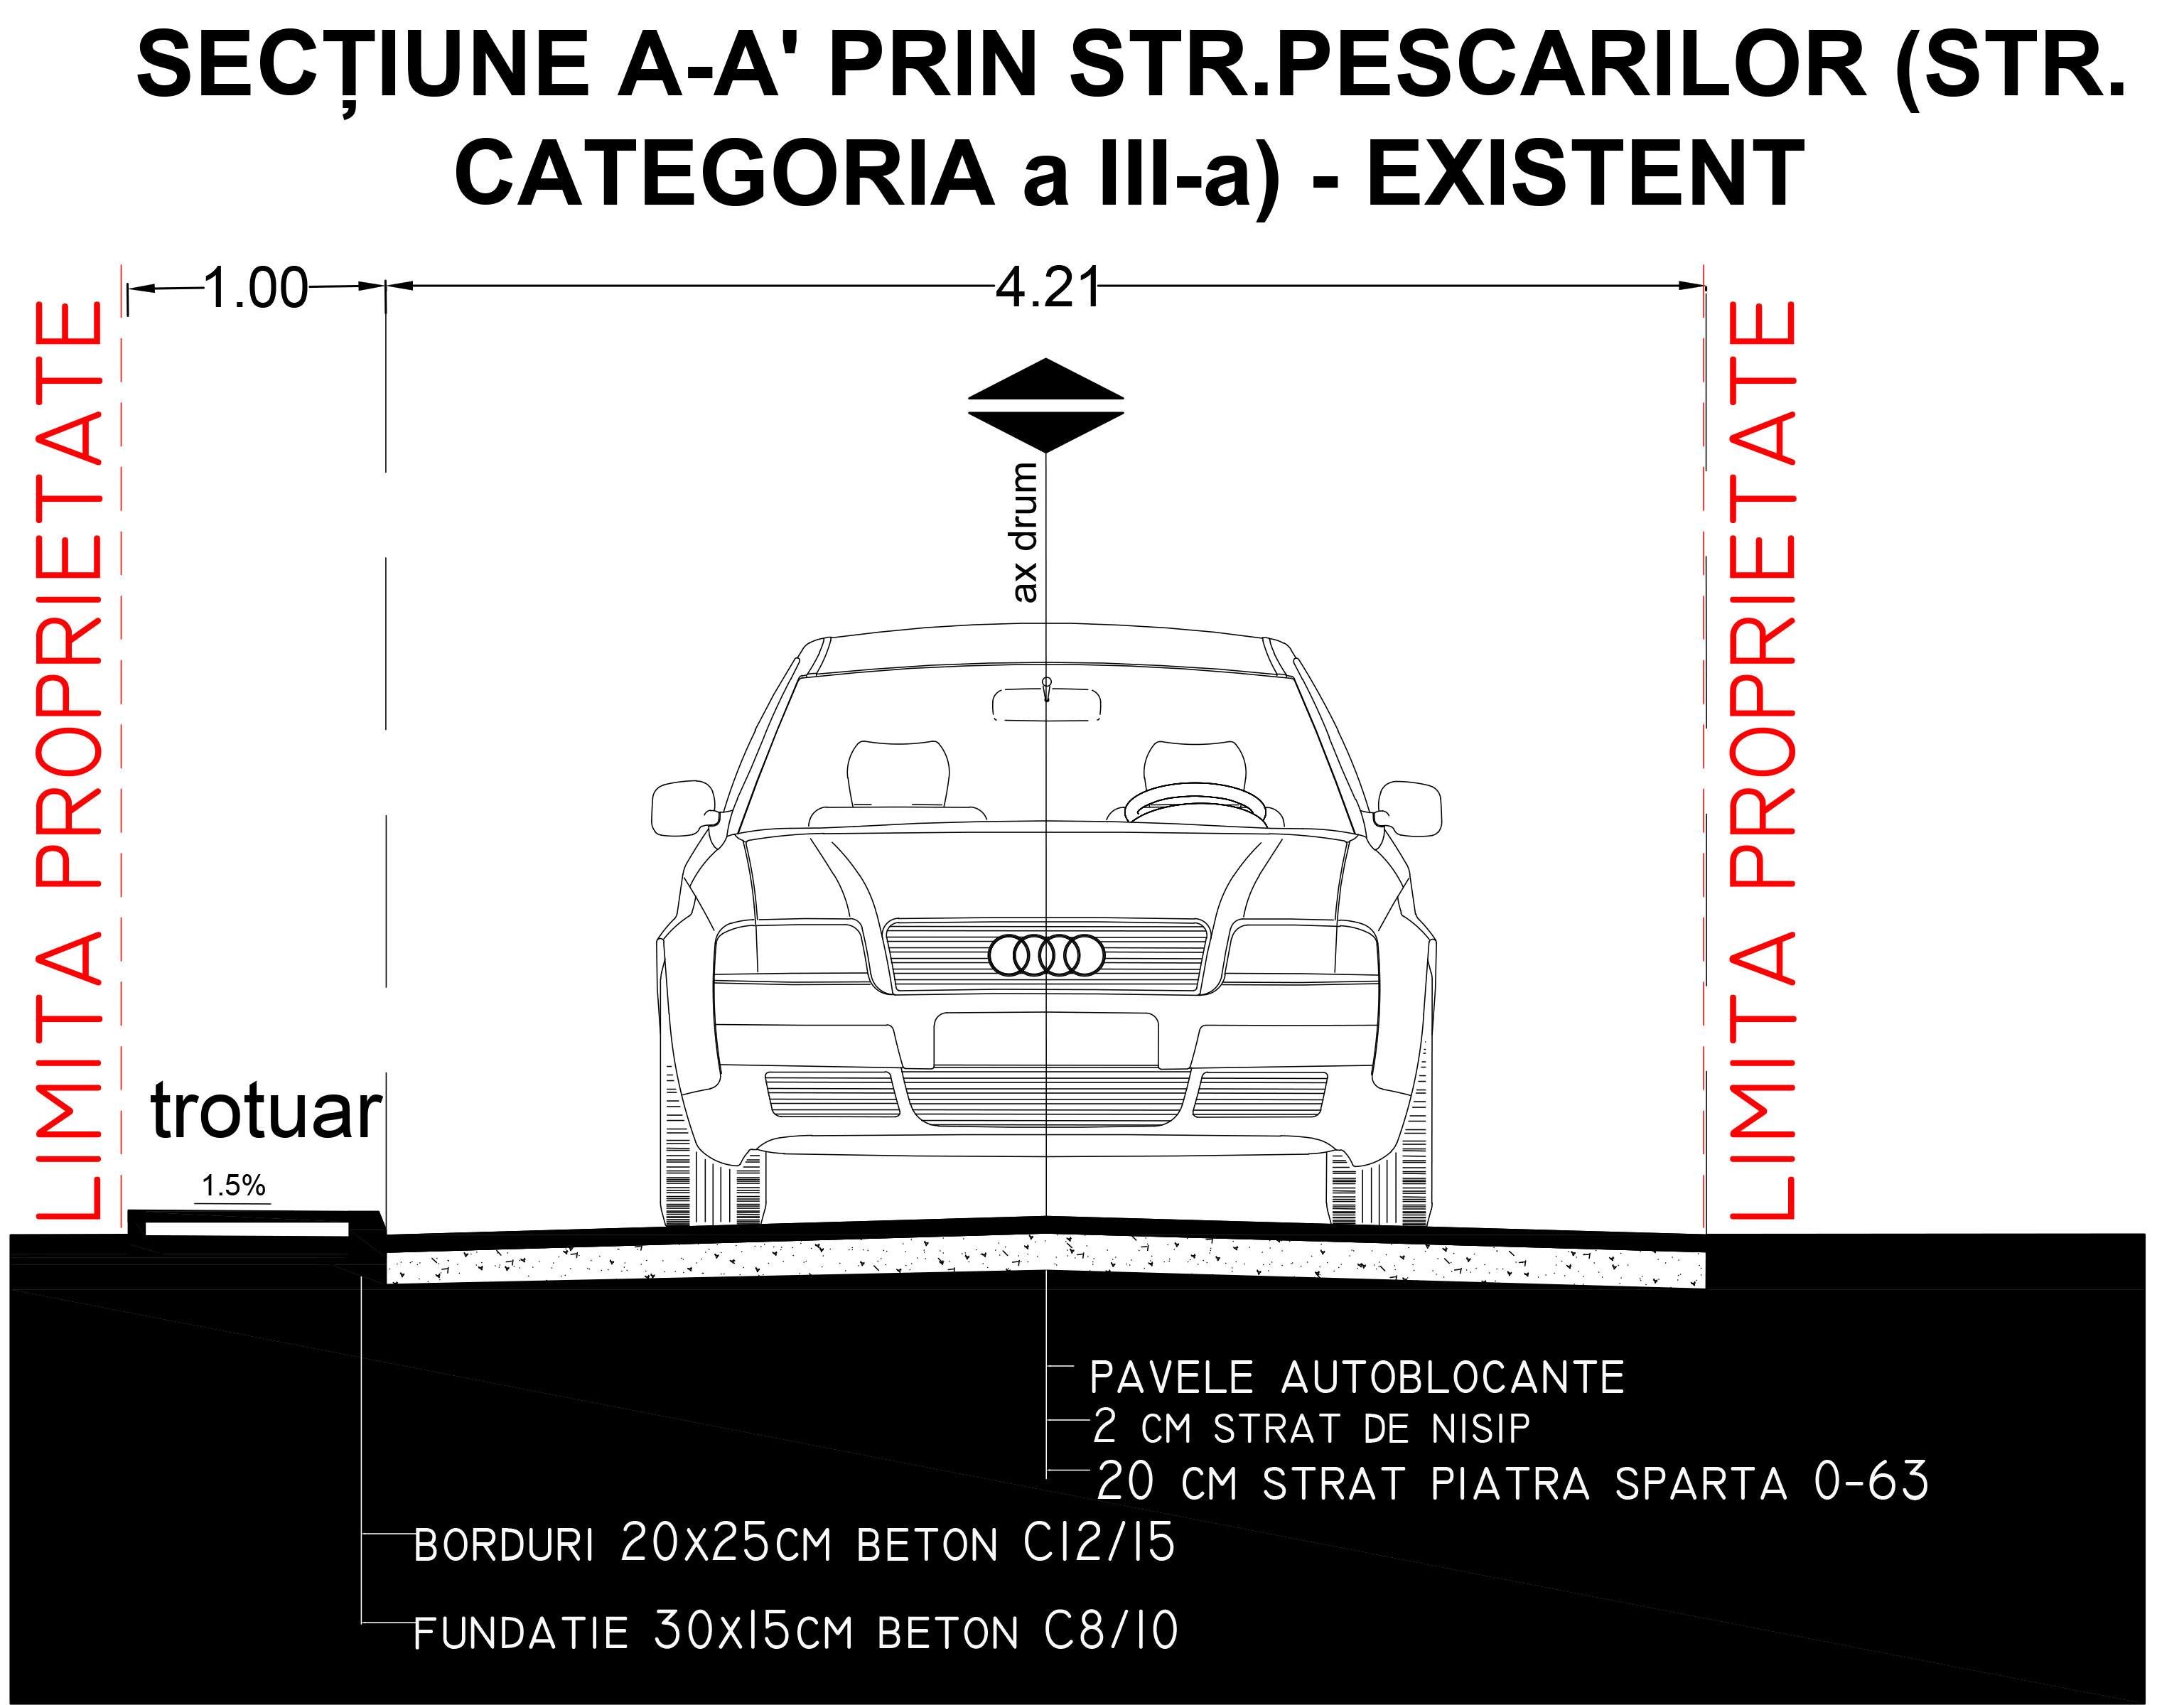 SECȚIUNE A-A' PRIN STR.PESCARILOR (STR.
CATEGORIA a III-a) - EXISTENT
1.00
4.21
LIMITA PROPRIETATE
ax drum
LIMITA PROPRIETATE
trotuar
1.5%
PAVELE AUTOBLOCANTE
2 CM STRAT DE NISIP
20 CM STRAT PIATRA SPARTA 0-63
BORDURI 20X25CM BETON C12/15
FUNDATIE 30X15CM BETON C8/10